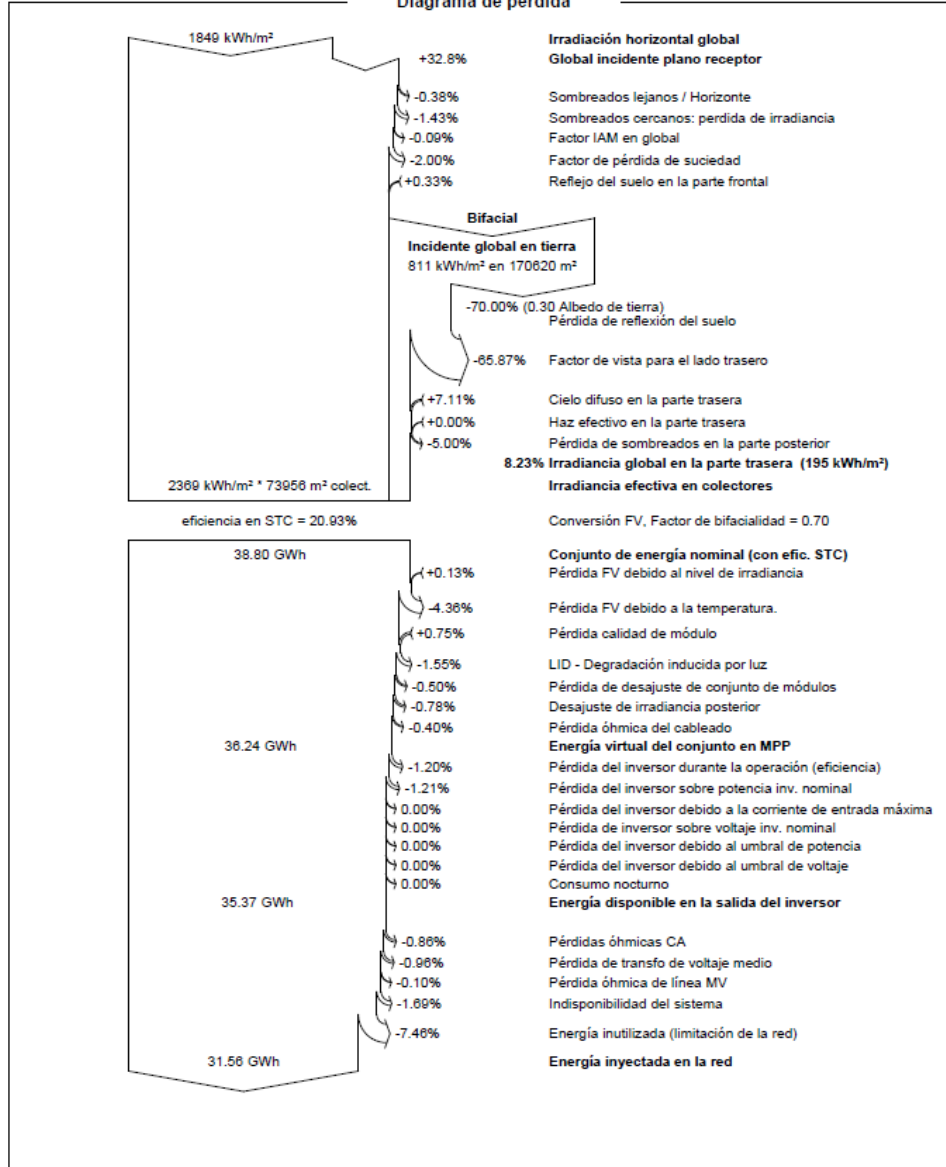 Diagrama de pérdida
1849 kWh/m²
Irradiación horizontal global
+32.8% Global incidente plano receptor
-0.38% Sombreados lejanos / Horizonte
-1.43% Sombreados cercanos: perdida de irradiancia
-0.09% Factor IAM en global
-2.00% Factor de pérdida de suciedad
+0.33% Reflejo del suelo en la parte frontal
Bifacial
Incidente global en tierra
811 kWh/m² en 170620 m²
-70.00% (0.30 Albedo de tierra)
Pérdida de reflexión del suelo
-65.87% Factor de vista para el lado trasero
+7.11% Cielo difuso en la parte trasera
+0.00% Haz efectivo en la parte trasera
-5.00% Pérdida de sombreados en la parte posterior
8.23% Irradiancia global en la parte trasera (195 kWh/m²)
2369 kWh/m² * 73956 m² colect. Irradiancia efectiva en colectores
eficiencia en STC = 20.93% Conversión FV, Factor de bifacialidad = 0.70
38.80 GWh Conjunto de energía nominal (con efic. STC)
+0.13% Pérdida FV debido al nivel de irradiancia
-4.36% Pérdida FV debido a la temperatura.
+0.75% Pérdida calidad de módulo
-1.55% LID - Degradación inducida por luz
-0.50% Pérdida de desajuste de conjunto de módulos
-0.78% Desajuste de irradiancia posterior
-0.40% Pérdida óhmica del cableado
36.24 GWh Energía virtual del conjunto en MPP
-1.20% Pérdida del inversor durante la operación (eficiencia)
-1.21% Pérdida del inversor sobre potencia inv. nominal
0.00% Pérdida del inversor debido a la corriente de entrada máxima
0.00% Pérdida de inversor sobre voltaje inv. nominal
0.00% Pérdida del inversor debido al umbral de potencia
0.00% Pérdida del inversor debido al umbral de voltaje
0.00% Consumo nocturno
35.37 GWh Energía disponible en la salida del inversor
-0.86% Pérdidas óhmicas CA
-0.96% Pérdida de transfo de voltaje medio
-0.10% Pérdida óhmica de línea MV
-1.69% Indisponibilidad del sistema
-7.46% Energía inutilizada (limitación de la red)
31.56 GWh Energía inyectada en la red